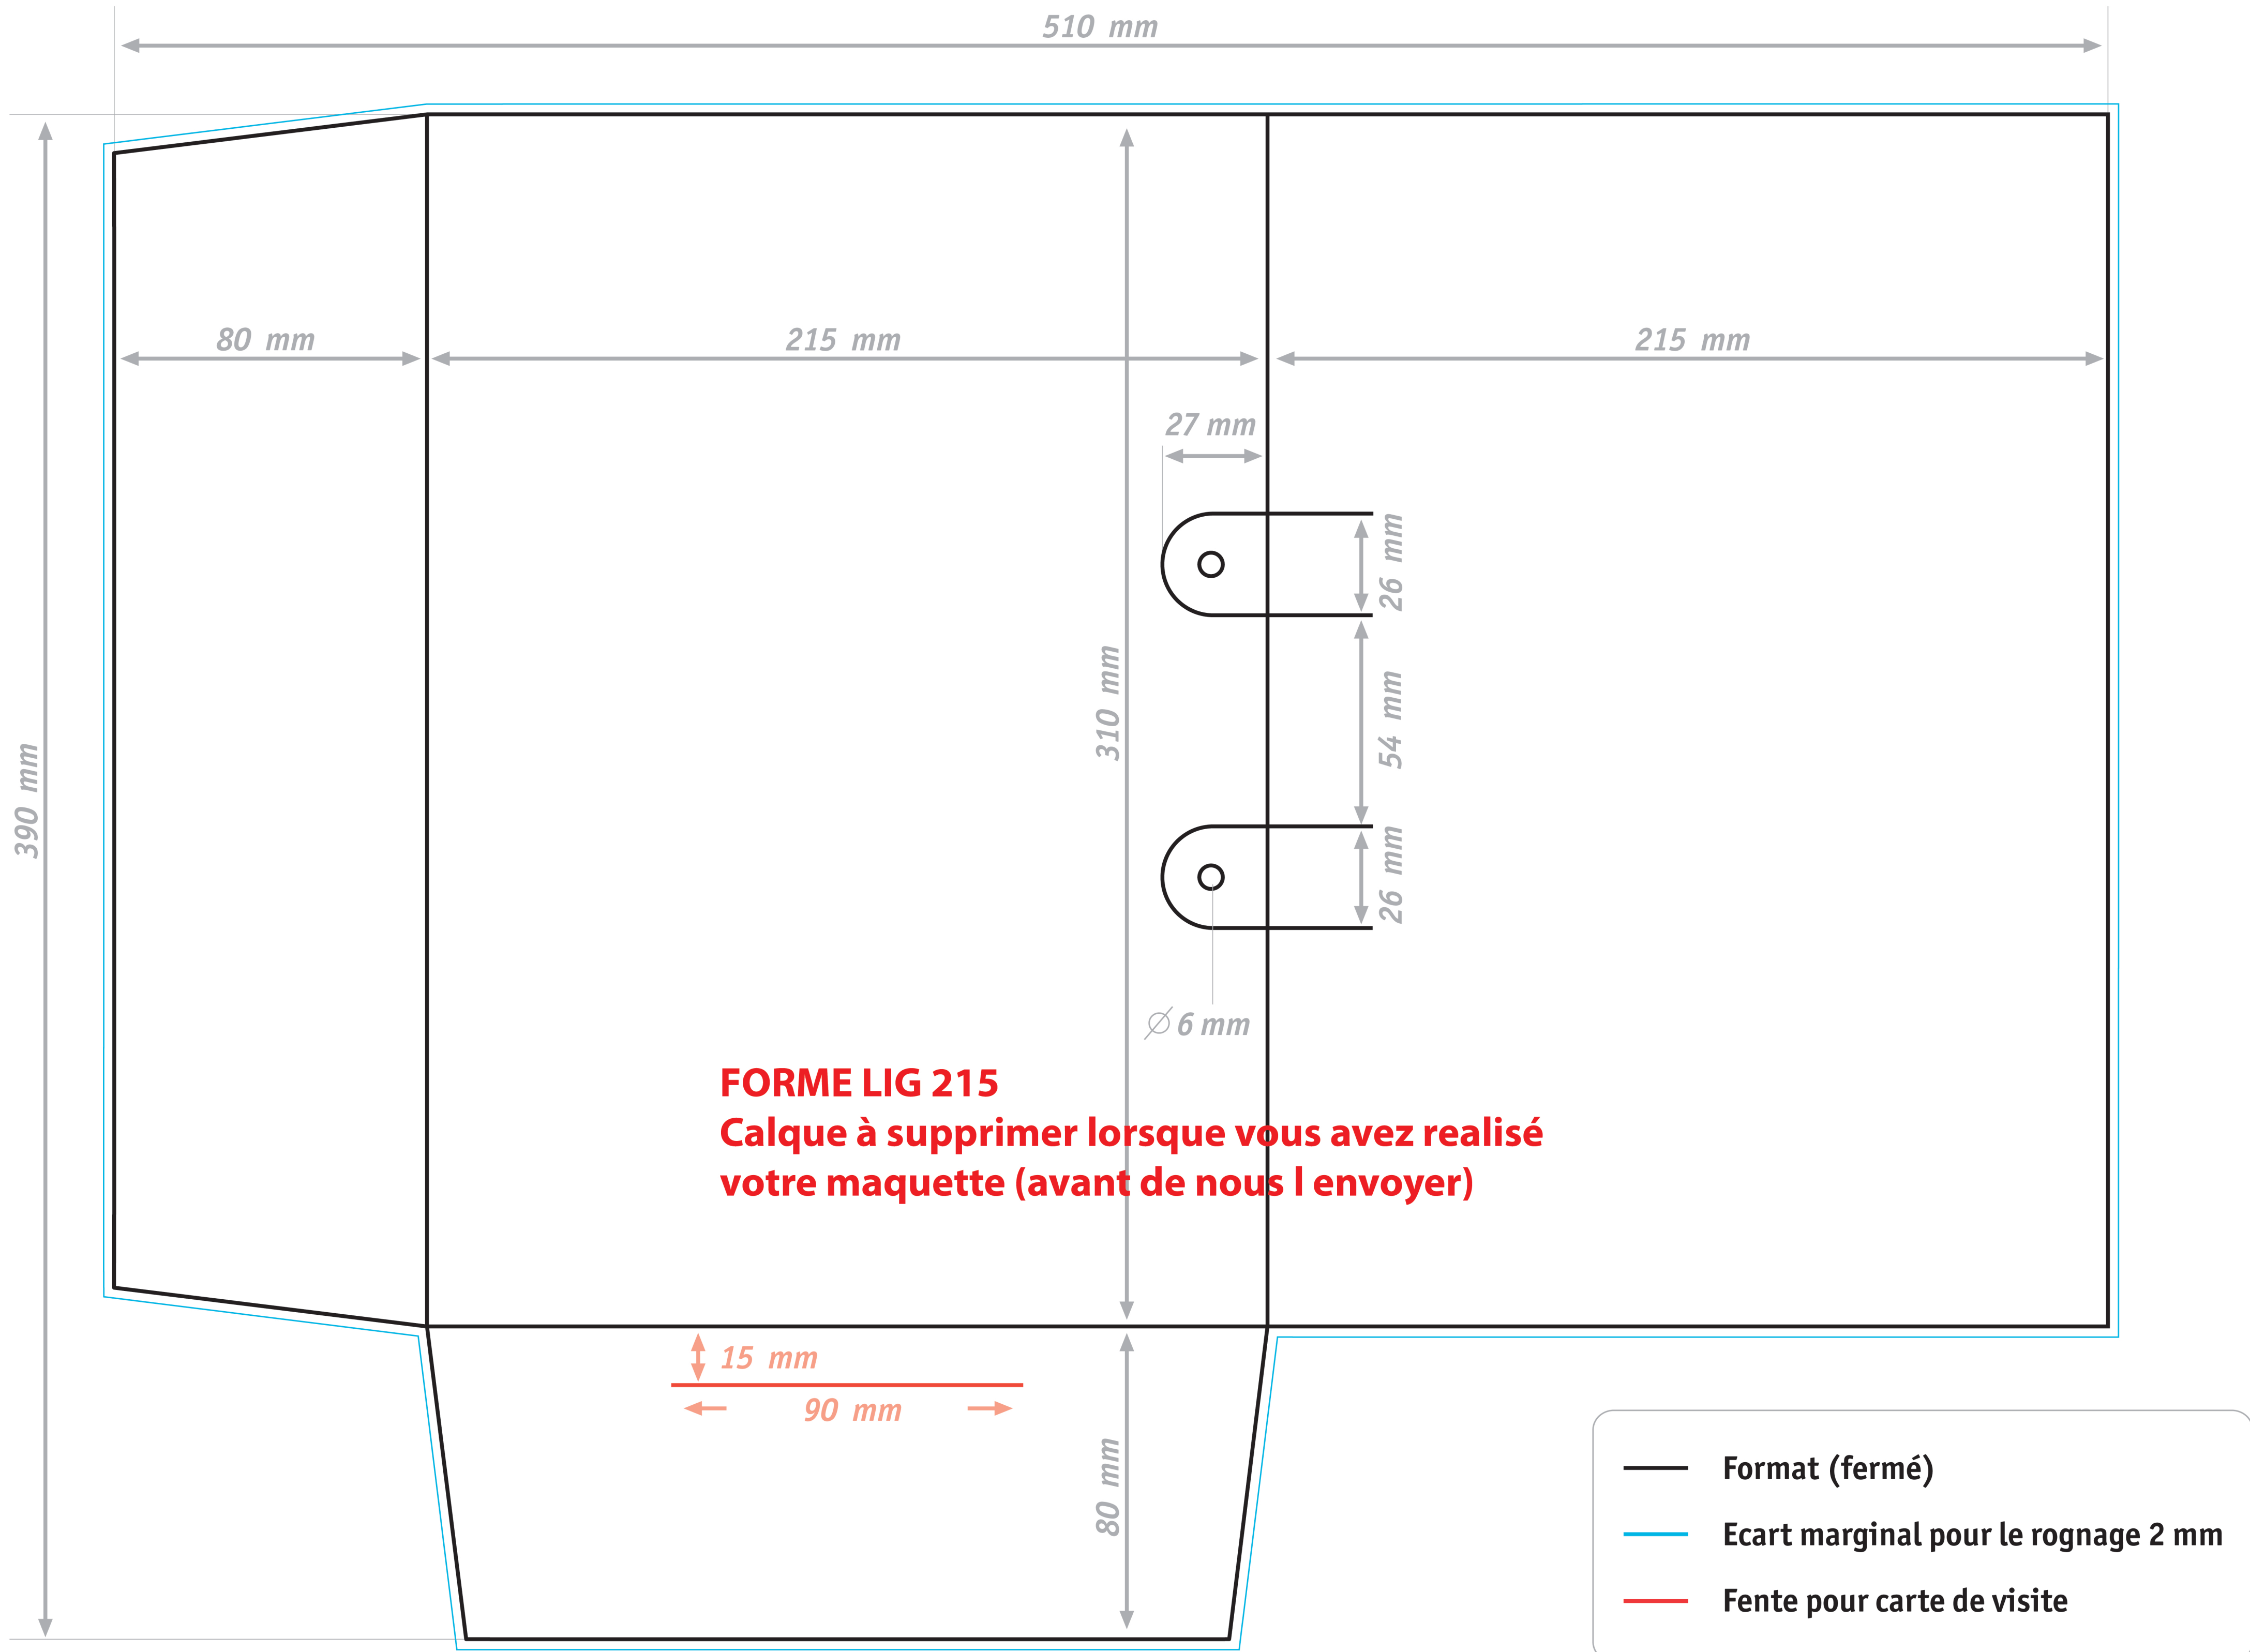 510 mm
80 mm
215 mm
215 mm
27 mm
26 mm
310 mm
54 mm
390 mm
26 mm
6 mm
FORME LIG 215
Calque à supprimer lorsque vous avez realisé
votre maquette (avant de nous l envoyer)
15 mm
90 mm
80 mm
Format (fermé)
Ecart marginal pour le rognage 2 mm
Fente pour carte de visite